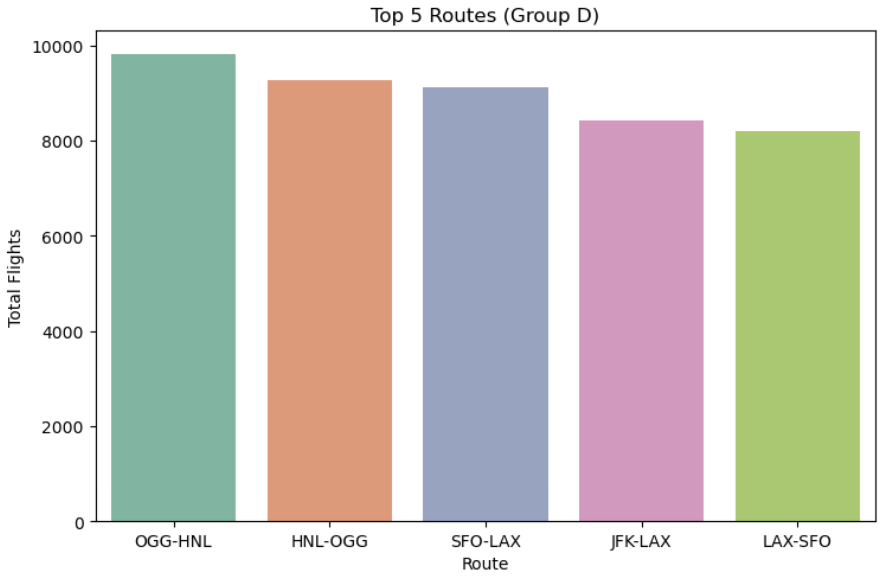 Top 5 Routes (Group D)
Total Flights
10000
8000
6000
4000
2000
0
OGG-HNL HNL-OGG SFO-LAX JFK-LAX LAX-SFO
Route